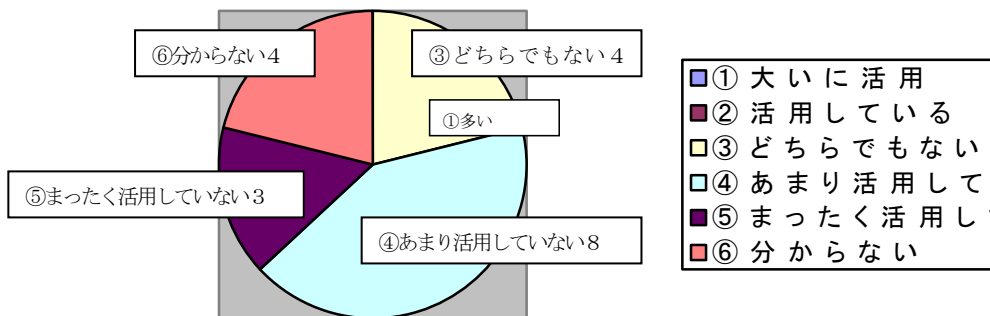 ⑥分からない4
③どちらでもない4
①多い
⑤まったく活用していない3
④あまり活用していない8
① 大いに活用
② 活用している
③ どちらでもない
④ あまり活用して
⑤ まったく活用し
⑥ 分からない